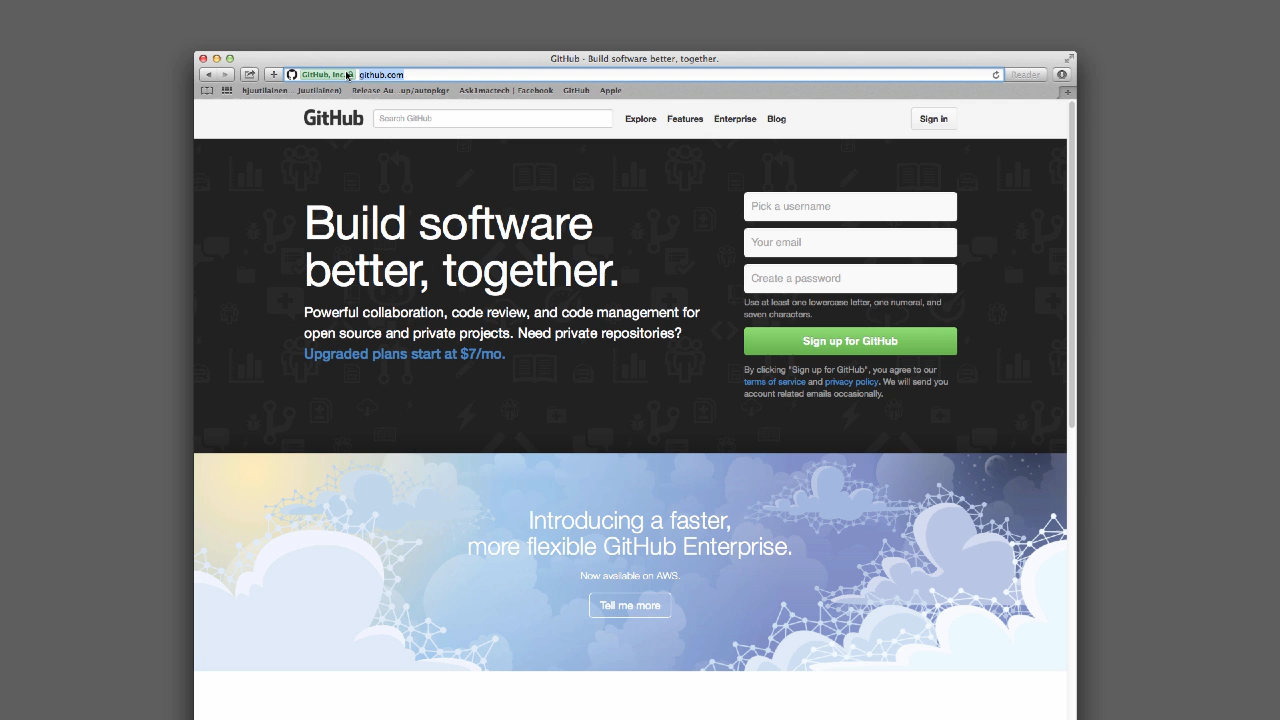 GitHub · Build software better, together.
GitHub, Inc. github.com
Reader
hjuutilainen... Juutilainen) Release Au...up/autopkgr Ask1mactech | Facebook GitHub Apple
GitHub Search GitHub Explore Features Enterprise Blog Sign in
Build software
better, together.
Powerful collaboration, code review, and code management for
open source and private projects. Need private repositories?
Upgraded plans start at $7/mo.
Pick a username
Your email
Create a password
Use at least one lowercase letter, one numeral, and
seven characters.
Sign up for GitHub
By clicking "Sign up for GitHub", you agree to our
terms of service and privacy policy. We will send you
account related emails occasionally.
Introducing a faster,
more flexible GitHub Enterprise.
Now available on AWS.
Tell me more